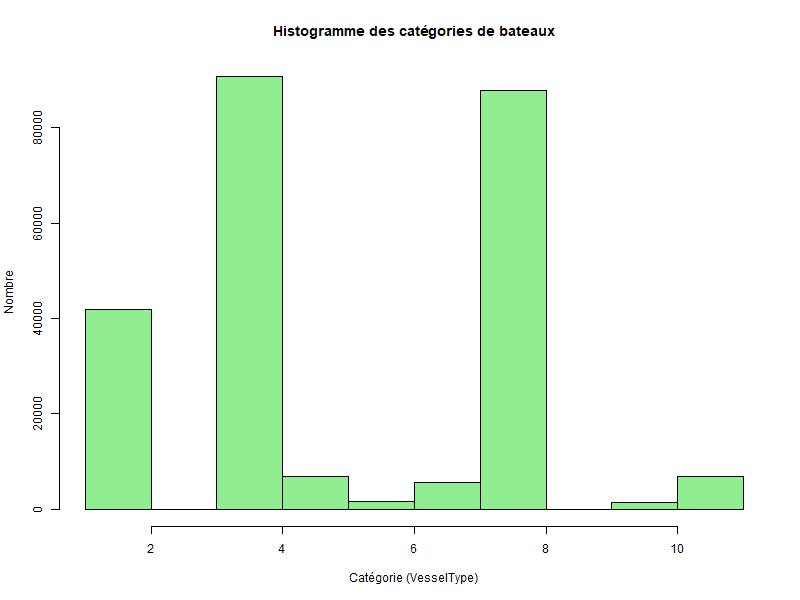 Histogramme des catégories de bateaux
Nombre
80000
60000
40000
20000
0
2 4 6 8 10
Catégorie (VesselType)